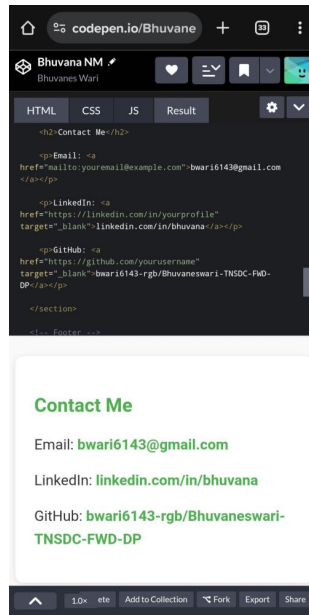 codepen.io/Bhuvane
33
Bhuvana NM
Bhuvanes Wari
HTML CSS JS Result
<h2>Contact Me</h2>
<p>Email: <a
href="mailto:youremail@example.com">bwari6143@gmail.com
</a></p>
<p>LinkedIn: <a
href="https://linkedin.com/in/yourprofile"
target="_blank">linkedin.com/in/bhuvana</a></p>
<p>GitHub: <a
href="https://github.com/yourusername"
target="_blank">bwari6143-rgb/Bhuvaneswari-TNSDC-FWD-
DP</a></p>
</section>
<!-- Footer -->
Contact Me
Email: bwari6143@gmail.com
LinkedIn: linkedin.com/in/bhuvana
GitHub: bwari6143-rgb/Bhuvaneswari-
TNSDC-FWD-DP
1.0× ete Add to Collection Fork Export Share